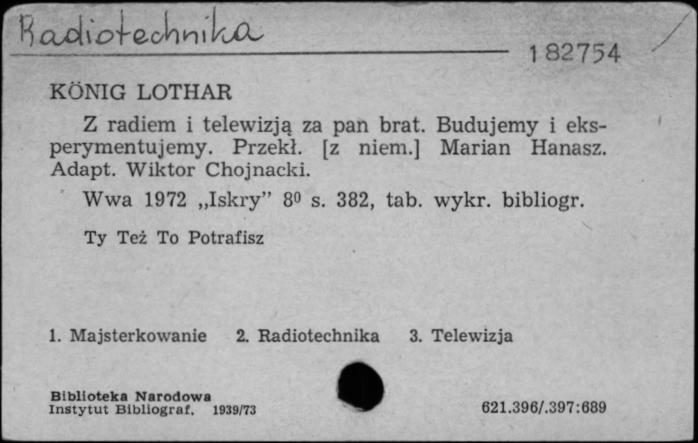 Radiotechnika
182754
KÖNIG LOTHAR
Z radiem i telewizją za pan brat. Budujemy i eks-
perymentujemy. Przekł. [z niem.] Marian Hanasz.
Adapt. Wiktor Chojnacki.
Wwa 1972 „Iskry” 8⁰ s. 382, tab. wykr. bibliogr.
Ty Też To Potrafisz
1. Majsterkowanie 2. Radiotechnika 3. Telewizja
Biblioteka Narodowa
Instytut Bibliograf. 1939/73 621.396/.397:689